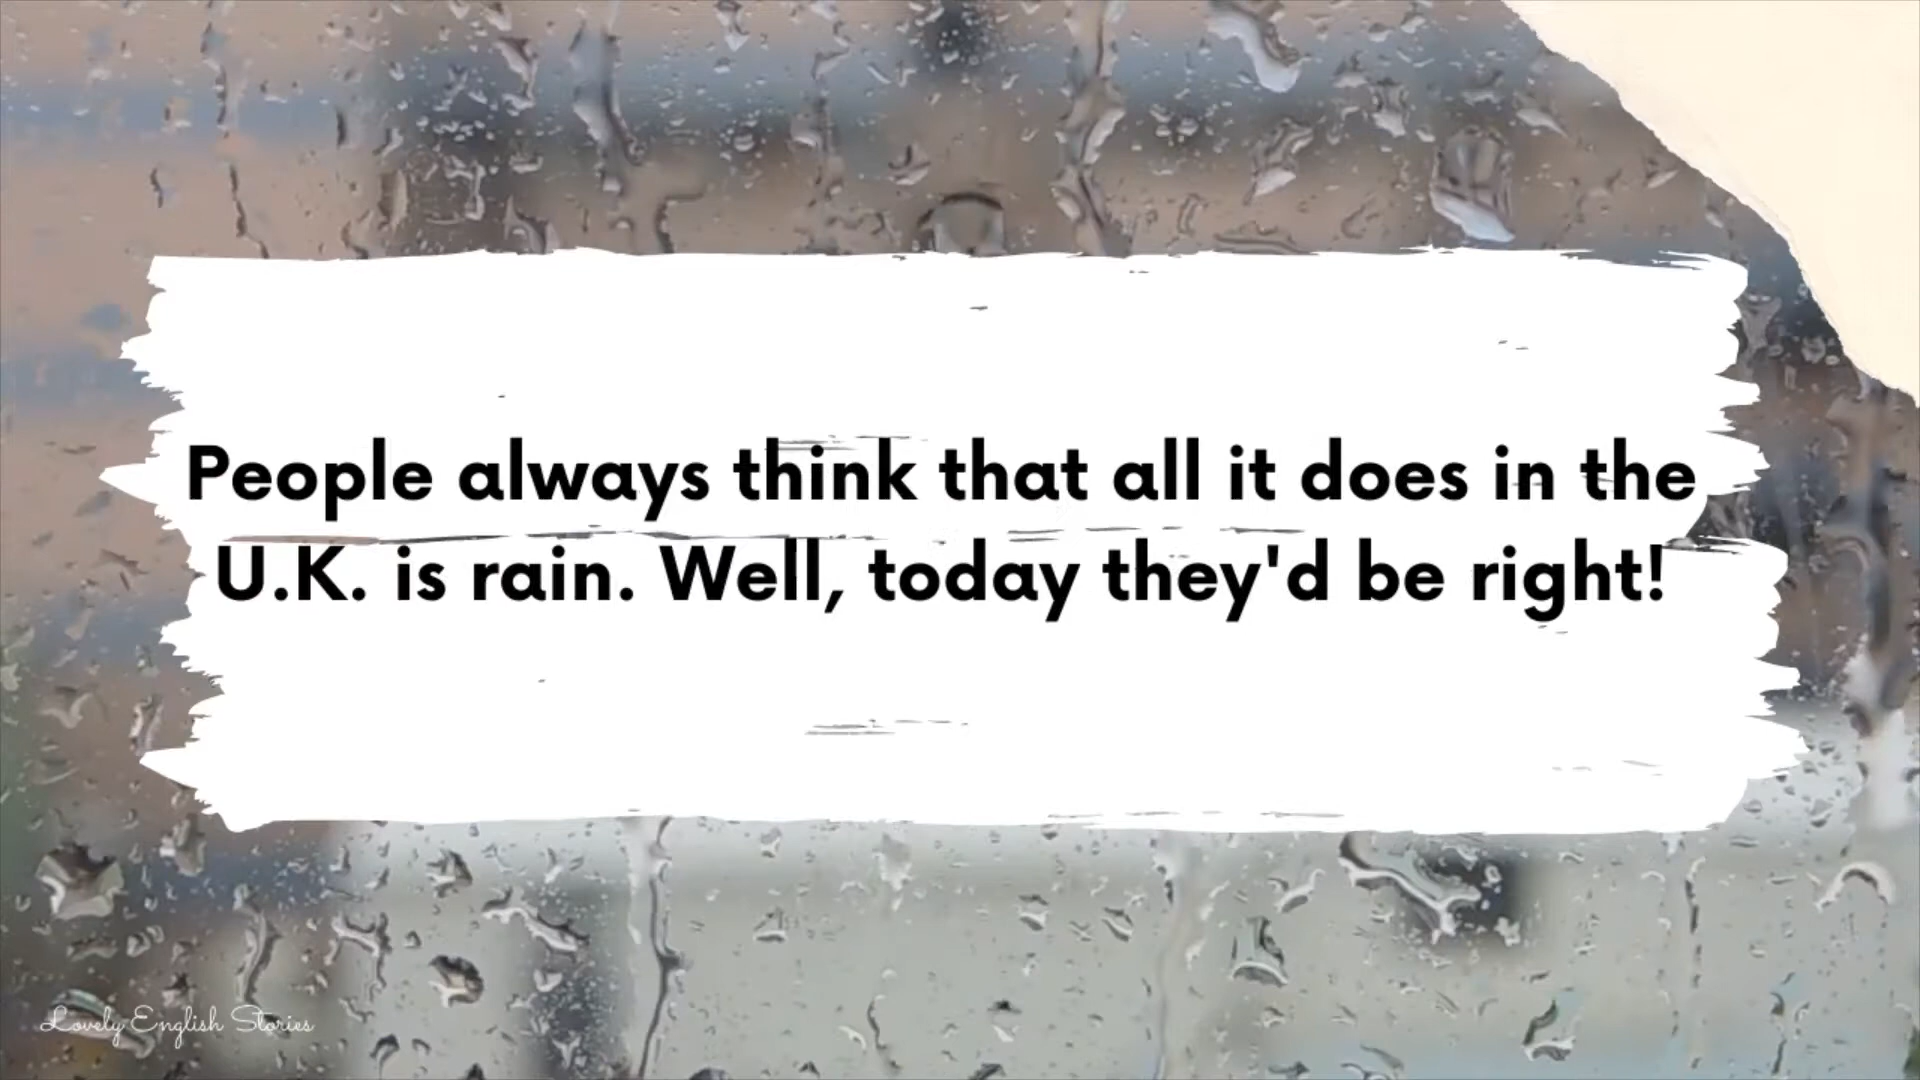 People always think that all it does in the
U.K. is rain. Well, today they'd be right!
Lovely English Stories